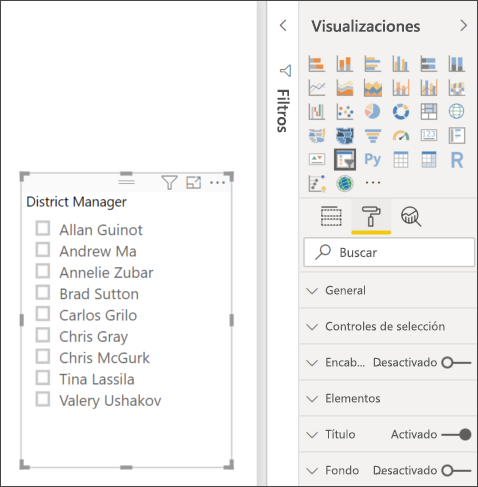 Visualizaciones
Filtros
123
Py
R
District Manager
Allan Guinot
Andrew Ma
Annelie Zubar
Brad Sutton
Carlos Grilo
Chris Gray
Chris McGurk
Tina Lassila
Valery Ushakov
Buscar
General
Controles de selección
Encab... Desactivado
Elementos
Título Activado
Fondo Desactivado